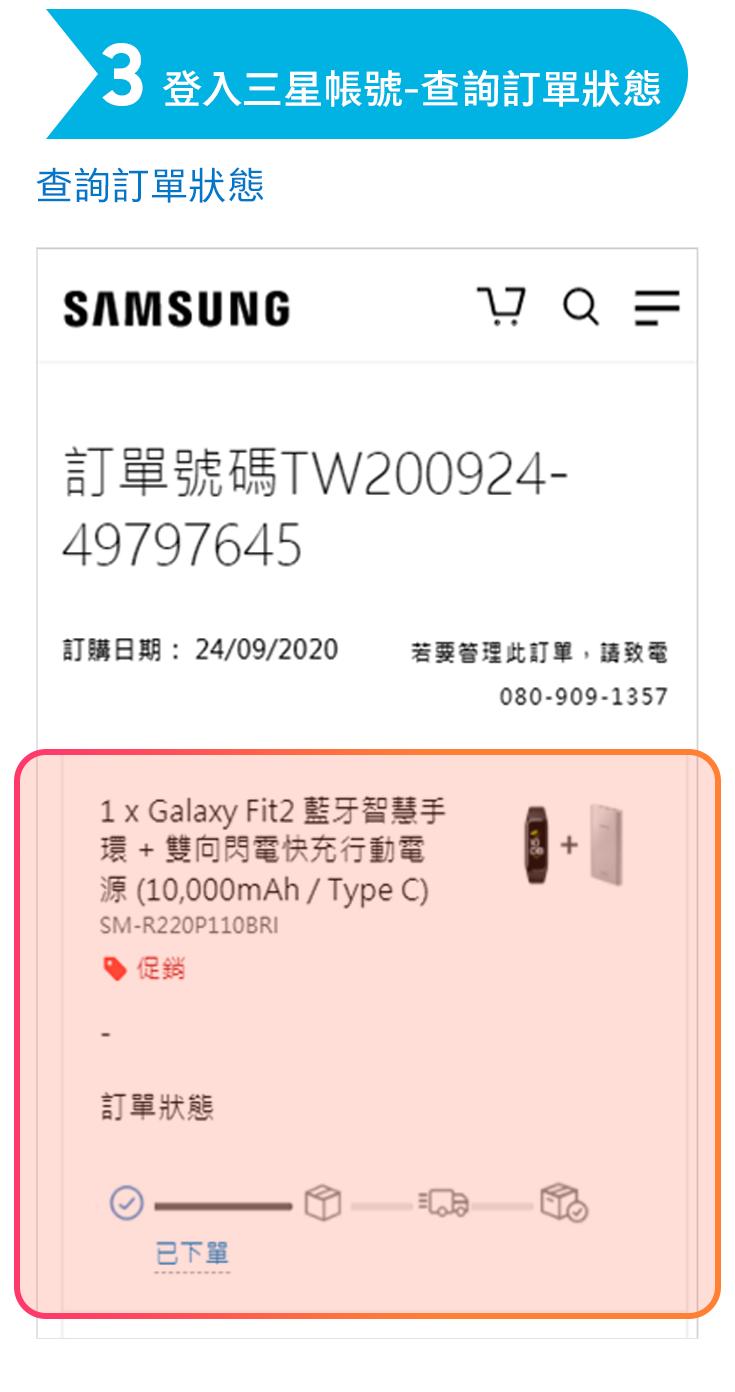 3 登入三星帳號-查詢訂單狀態
查詢訂單狀態
SAMSUNG
訂單號碼TW200924-
49797645
訂購日期： 24/09/2020
若要管理此訂單，請致電
080-909-1357
1 x Galaxy Fit2 藍牙智慧手
環 + 雙向閃電快充行動電
源 (10,000mAh / Type C)
SM-R220P110BRI
+
促銷
-
訂單狀態
已下單